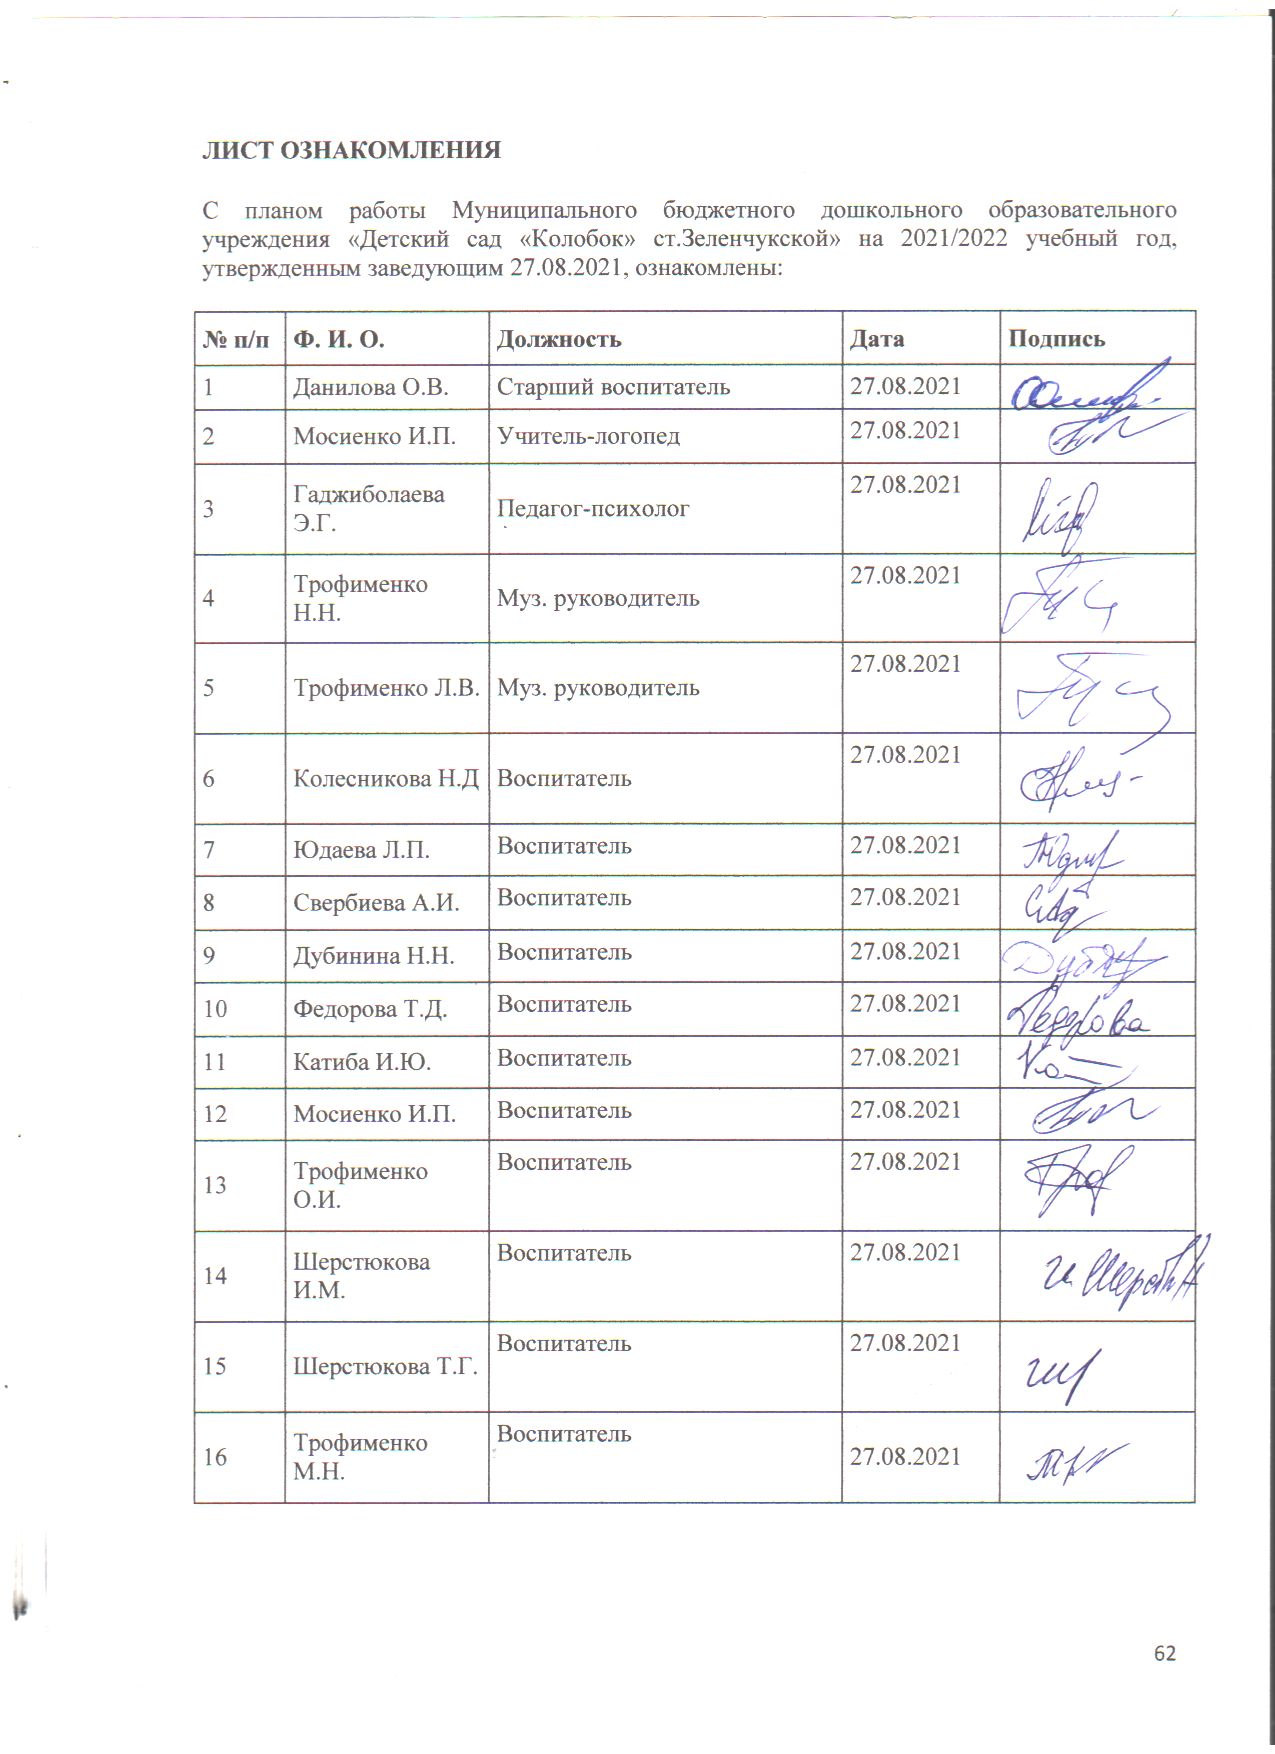 ЛИСТ ОЗНАКОМЛЕНИЯ
С планом работы Муниципального бюджетного дошкольного образовательного
учреждения «Детский сад «Колобок» ст.Зеленчукской» на 2021/2022 учебный год,
утвержденным заведующим 27.08.2021, ознакомлены:
№ п/п Ф. И. О. Должность Дата Подпись
1 Данилова О.В. Старший воспитатель 27.08.2021
2 Мосиенко И.П. Учитель-логопед 27.08.2021
3 Гаджиболаева
Э.Г. Педагог-психолог 27.08.2021
4 Трофименко
Н.Н. Муз. руководитель 27.08.2021
5 Трофименко Л.В. Муз. руководитель 27.08.2021
6 Колесникова Н.Д Воспитатель 27.08.2021
7 Юдаева Л.П. Воспитатель 27.08.2021
8 Свербиева А.И. Воспитатель 27.08.2021
9 Дубинина Н.Н. Воспитатель 27.08.2021
10 Федорова Т.Д. Воспитатель 27.08.2021
11 Катиба И.Ю. Воспитатель 27.08.2021
12 Мосиенко И.П. Воспитатель 27.08.2021
13 Трофименко
О.И. Воспитатель 27.08.2021
14 Шерстюкова
И.М. Воспитатель 27.08.2021
15 Шерстюкова Т.Г. Воспитатель 27.08.2021
16 Трофименко
М.Н. Воспитатель 27.08.2021
62